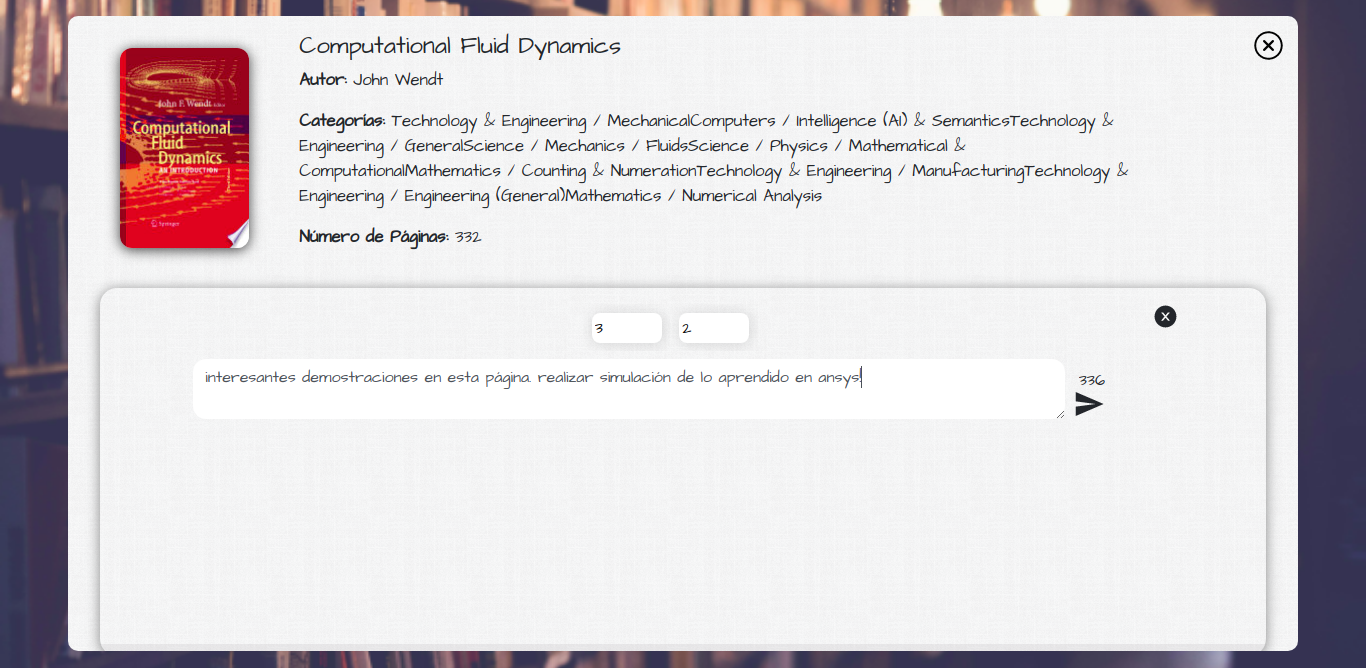 Computational Fluid Dynamics
Autor: John Wendt
Categorías: Technology & Engineering / MechanicalComputers / Intelligence (AI) & SemanticsTechnology &
Engineering / GeneralScience / Mechanics / FluidsScience / Physics / Mathematical &
ComputationalMathematics / Counting & NumerationTechnology & Engineering / ManufacturingTechnology &
Engineering / Engineering (General)Mathematics / Numerical Analysis
Número de Páginas: 332
John F. Wendt
Computational
Fluid
Dynamics
AN INTRODUCTION
Springer
3 2
X
interesantes demostraciones en esta página. realizar simulación de lo aprendido en ansys!
336